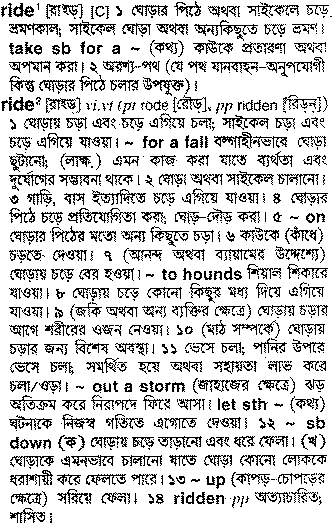 ride¹ [রাইড্] [C] ১ ঘোড়ার পিঠে অথবা সাইকেলে চড়ে
ভ্রমণকাল; সাইকেল ঘোড়া অথবা অন্যকিছুতে চড়ে ভ্রমণ।
take sb for a ~ (কথ্য) কাউকে প্রতারণা অথবা
অপমান করা। ২ অরণ্য-পথ (যে পথ যানবাহন-অনুপযোগী
কিন্তু ঘোড়ার পিঠে চলার উপযুক্ত)।
ride² [রাইড্] vi.vt (pt rode [রৌড্], pp ridden [রিড্‌ন্])
১ ঘোড়ায় চড়া এবং চড়ে এগিয়ে চলা; সাইকেল চড়া এবং
চড়ে এগিয়ে যাওয়া। ~ for a fall বল্গাহীনভাবে ঘোড়া
ছুটানো; (লাক্ষ.) এমন কাজ করা যাতে ব্যর্থতা এবং
দুর্যোগের সম্ভাবনা থাকে। ২ ঘোড়া অথবা সাইকেল চালানো।
৩ গাড়ি, বাস ইত্যাদিতে চড়ে এগিয়ে যাওয়া। ৪ ঘোড়ার
পিঠে চড়ে প্রতিযোগিতা করা; ঘোড়-দৌড় করা। ৫ ~ on
ঘোড়ার পিঠের মতো অন্য কিছুতে চড়া। ৬ কাউকে (কাঁধে)
চড়তে দেওয়া। ৭ (আনন্দ অথবা ব্যায়ামের উদ্দেশ্যে)
ঘোড়ায় চড়ে বের হওয়া। ~ to hounds শিয়াল শিকারে
যাওয়া। ৮ ঘোড়ায় চড়ে কোনো কিছুর মধ্য দিয়ে এগিয়ে
যাওয়া। ৯ (জকি অথবা অন্য ব্যক্তির ক্ষেত্রে) ঘোড়ায় চড়ার
আগে শরীরের ওজন নেওয়া। ১০ (মাঠ সম্পর্কে) ঘোড়ায়
চড়ার জন্য বিশেষ অবস্থা। ১১ ভেসে চলা; পানির উপরে
ভেসে চলা; সমর্থিত হয়ে অথবা সহায়তা লাভ করে
চলা/ওড়া। ~ out a storm (জাহাজের ক্ষেত্রে) ঝড়
অতিক্রম করে নিরাপদে ফিরে আসা। let sth ~ (কথ্য)
ঘটনাকে নিজস্ব গতিতে এগোতে দেওয়া। ১২ ~ sb
down (ক) ঘোড়ায় চড়ে তাড়ানো এবং ধরে ফেলা। (খ)
ঘোড়াকে এমনভাবে চালানো যাতে ঘোড়া কোনো লোককে
ধরাশায়ী করে ফেলতে পারে। ১৩ ~ up (কাপড়-চোপড়ের
ক্ষেত্রে) সরিয়ে ফেলা। ১৪ ridden pp অত্যাচারিত;
শাসিত।